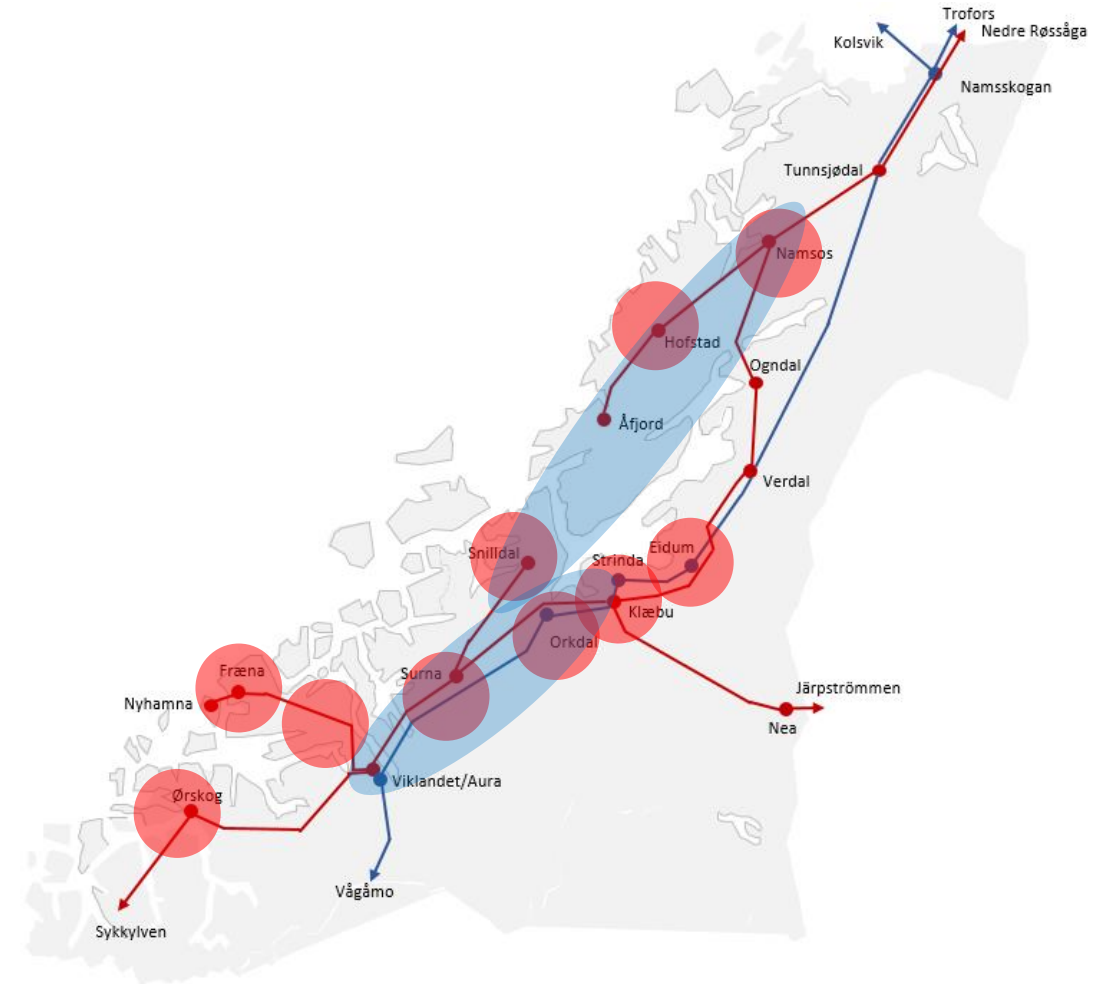 Trofors
Nedre Røssåga
Kolsvik
Namsskogan
Tunnsjødal
Namsos
Hofstad
Ogndal
Åfjord
Verdal
Eidum
Snilldal
Strinda
Klæbu
Orkdal
Surna
Fræna
Nyhamna
Järpströmmen
Nea
Viklandet/Aura
Ørskog
Vågåmo
Sykkylven